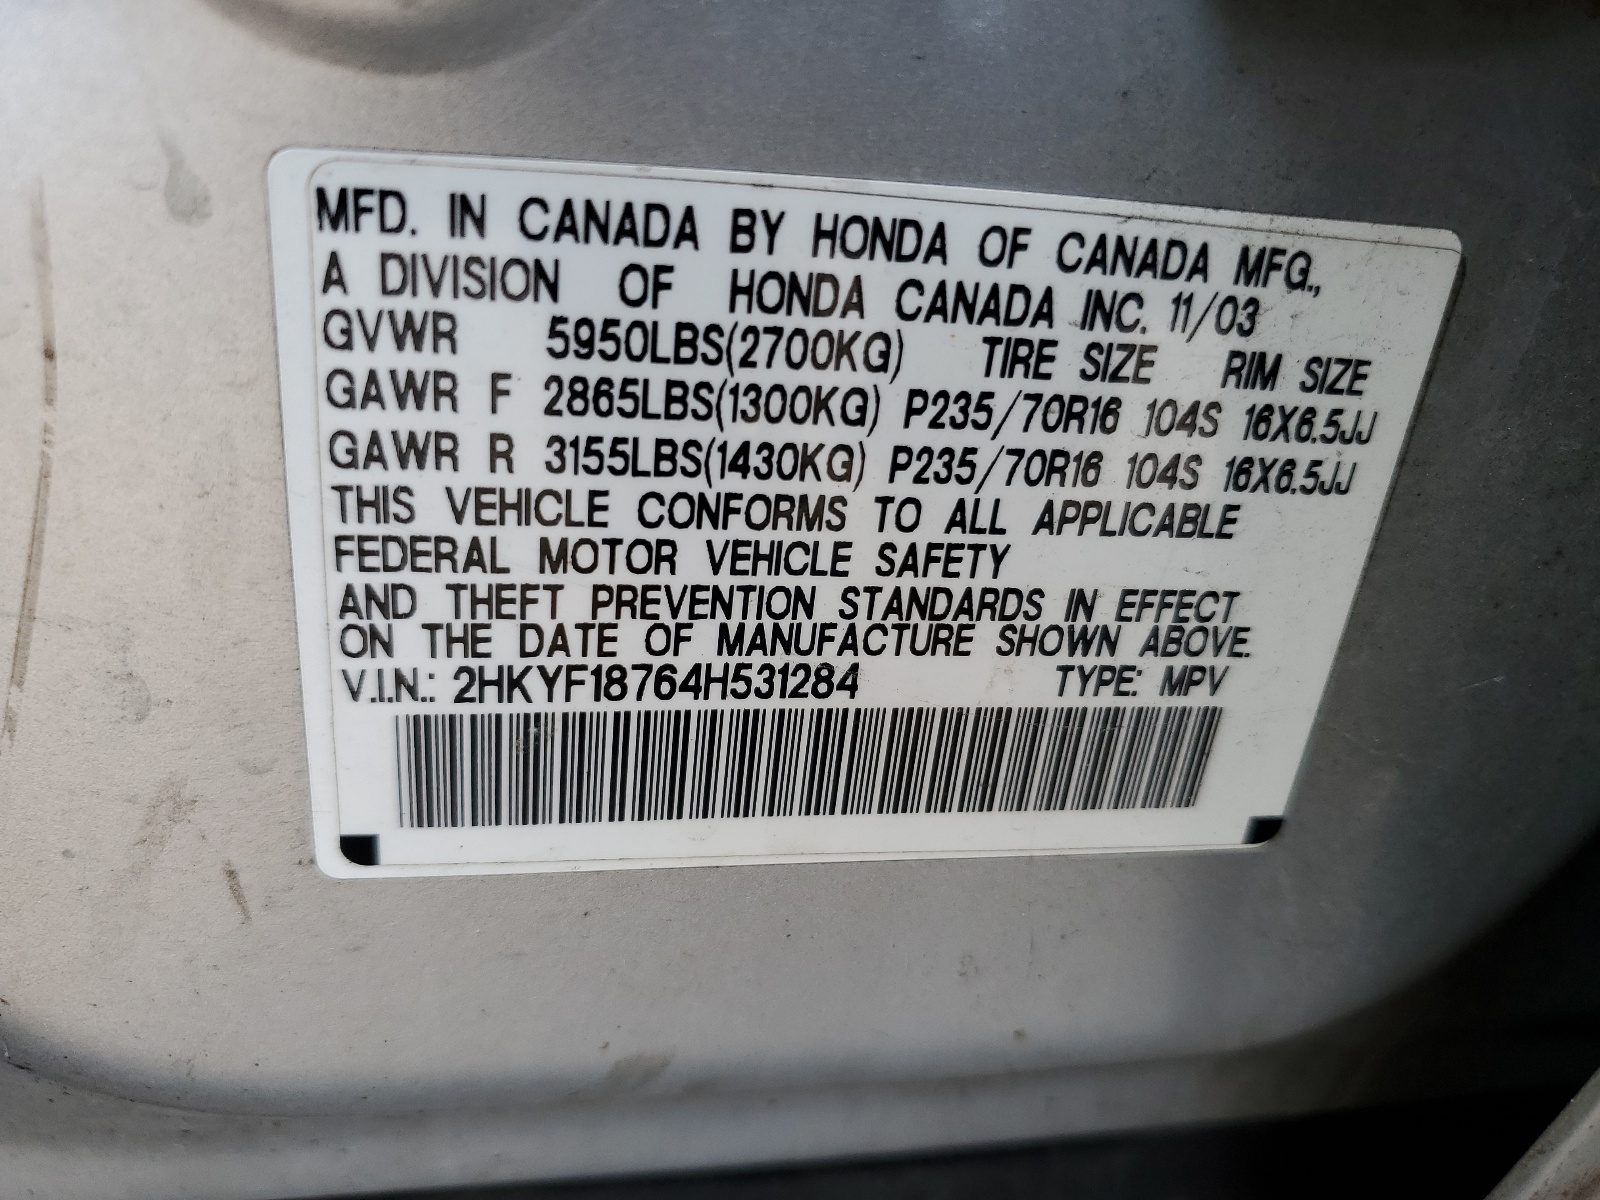 MFD. IN CANADA BY HONDA OF CANADA MFG.,
A DIVISION OF HONDA CANADA INC. 11/03
GVWR 5950LBS(2700KG) TIRE SIZE RIM SIZE
GAWR F 2865LBS(1300KG) P235/70R16 104S 16X6.5JJ
GAWR R 3155LBS(1430KG) P235/70R16 104S 16X6.5JJ
THIS VEHICLE CONFORMS TO ALL APPLICABLE
FEDERAL MOTOR VEHICLE SAFETY
AND THEFT PREVENTION STANDARDS IN EFFECT
ON THE DATE OF MANUFACTURE SHOWN ABOVE.
V.I.N.: 2HKYF18764H531284 TYPE: MPV